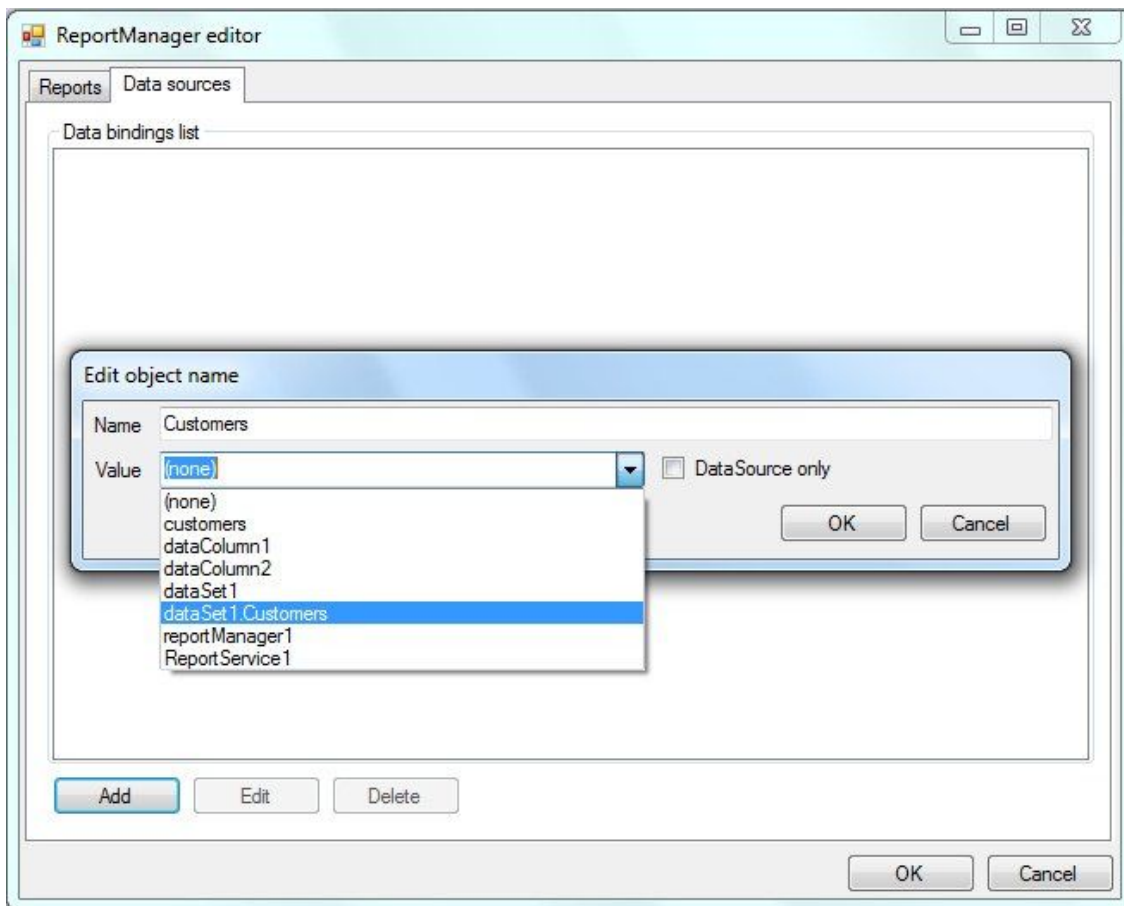 ReportManager editor
Reports Data sources
Data bindings list
Edit object name
Name Customers
Value (none) DataSource only
(none)
customers
OK Cancel
dataColumn1
dataColumn2
dataSet1
dataSet1.Customers
reportManager1
ReportService1
Add Edit Delete
OK Cancel